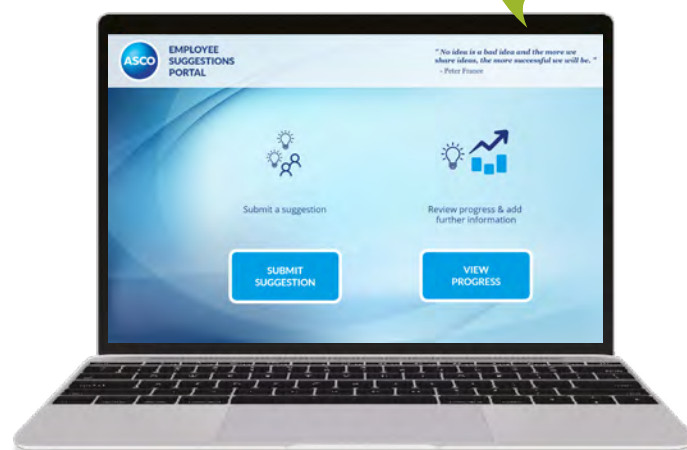 ASCO
EMPLOYEE
SUGGESTIONS
PORTAL
"No idea is a bad idea and the more we
share ideas, the more successful we will be."
- Peter France
Submit a suggestion
Review progress & add
further information
SUBMIT
SUGGESTION
VIEW
PROGRESS